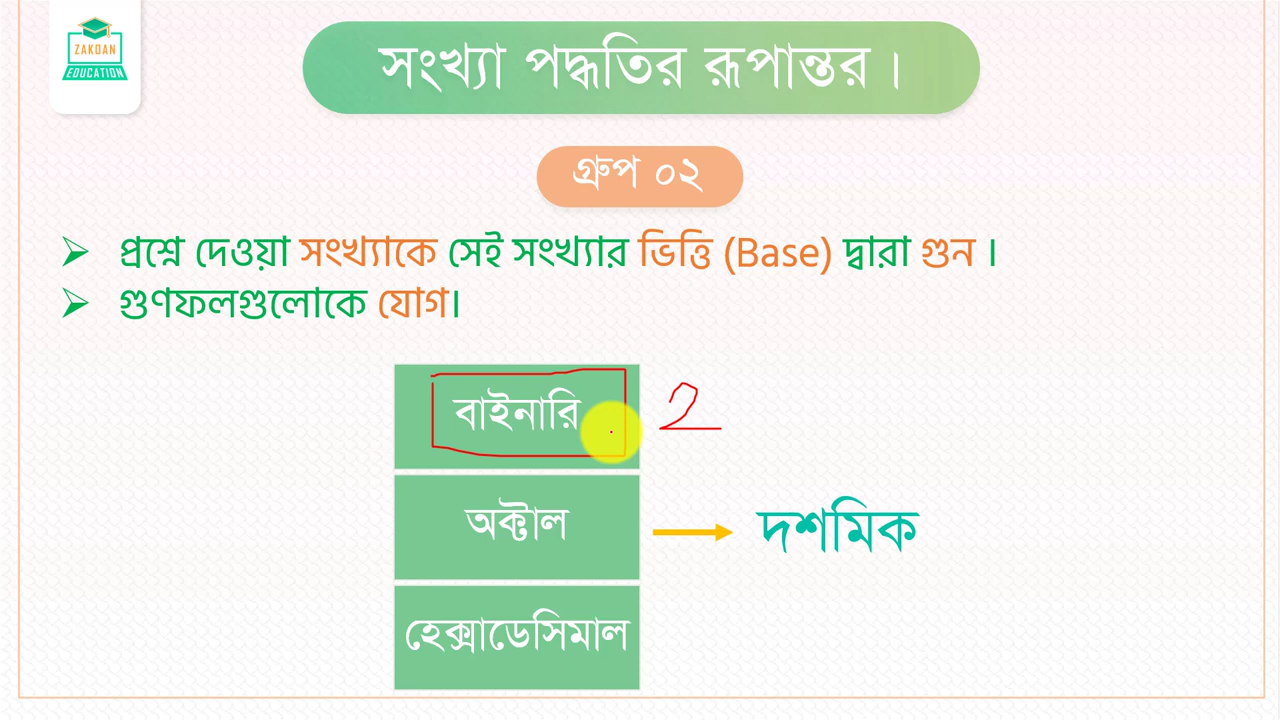 ZAKOAN
EDUCATION
সংখ্যা পদ্ধতির রূপান্তর ।
গ্রুপ ০২
➢ প্রশ্নে দেওয়া সংখ্যাকে সেই সংখ্যার ভিত্তি (Base) দ্বারা গুন ।
➢ গুণফলগুলোকে যোগ।
বাইনারি 2
অক্টাল → দশমিক
হেক্সাডেসিমাল